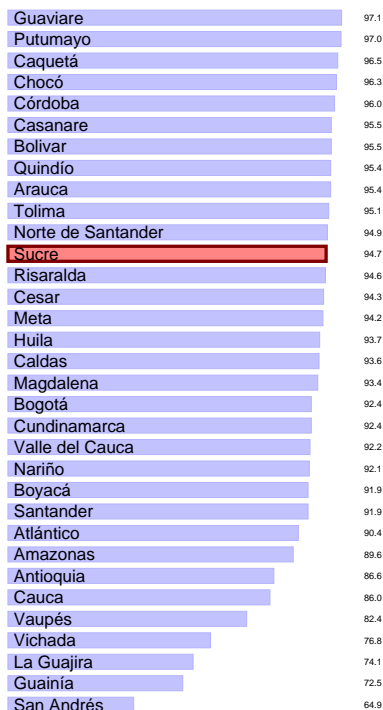 Guaviare 97.1
Putumayo 97.0
Caquetá 96.5
Chocó 96.3
Córdoba 96.0
Casanare 95.5
Bolivar 95.5
Quindío 95.4
Arauca 95.4
Tolima 95.1
Norte de Santander 94.9
Sucre 94.7
Risaralda 94.6
Cesar 94.3
Meta 94.2
Huila 93.7
Caldas 93.6
Magdalena 93.4
Bogotá 92.4
Cundinamarca 92.4
Valle del Cauca 92.2
Nariño 92.1
Boyacá 91.9
Santander 91.9
Atlántico 90.4
Amazonas 89.6
Antioquia 86.6
Cauca 86.0
Vaupés 82.4
Vichada 76.8
La Guajira 74.1
Guainía 72.5
San Andrés 64.9